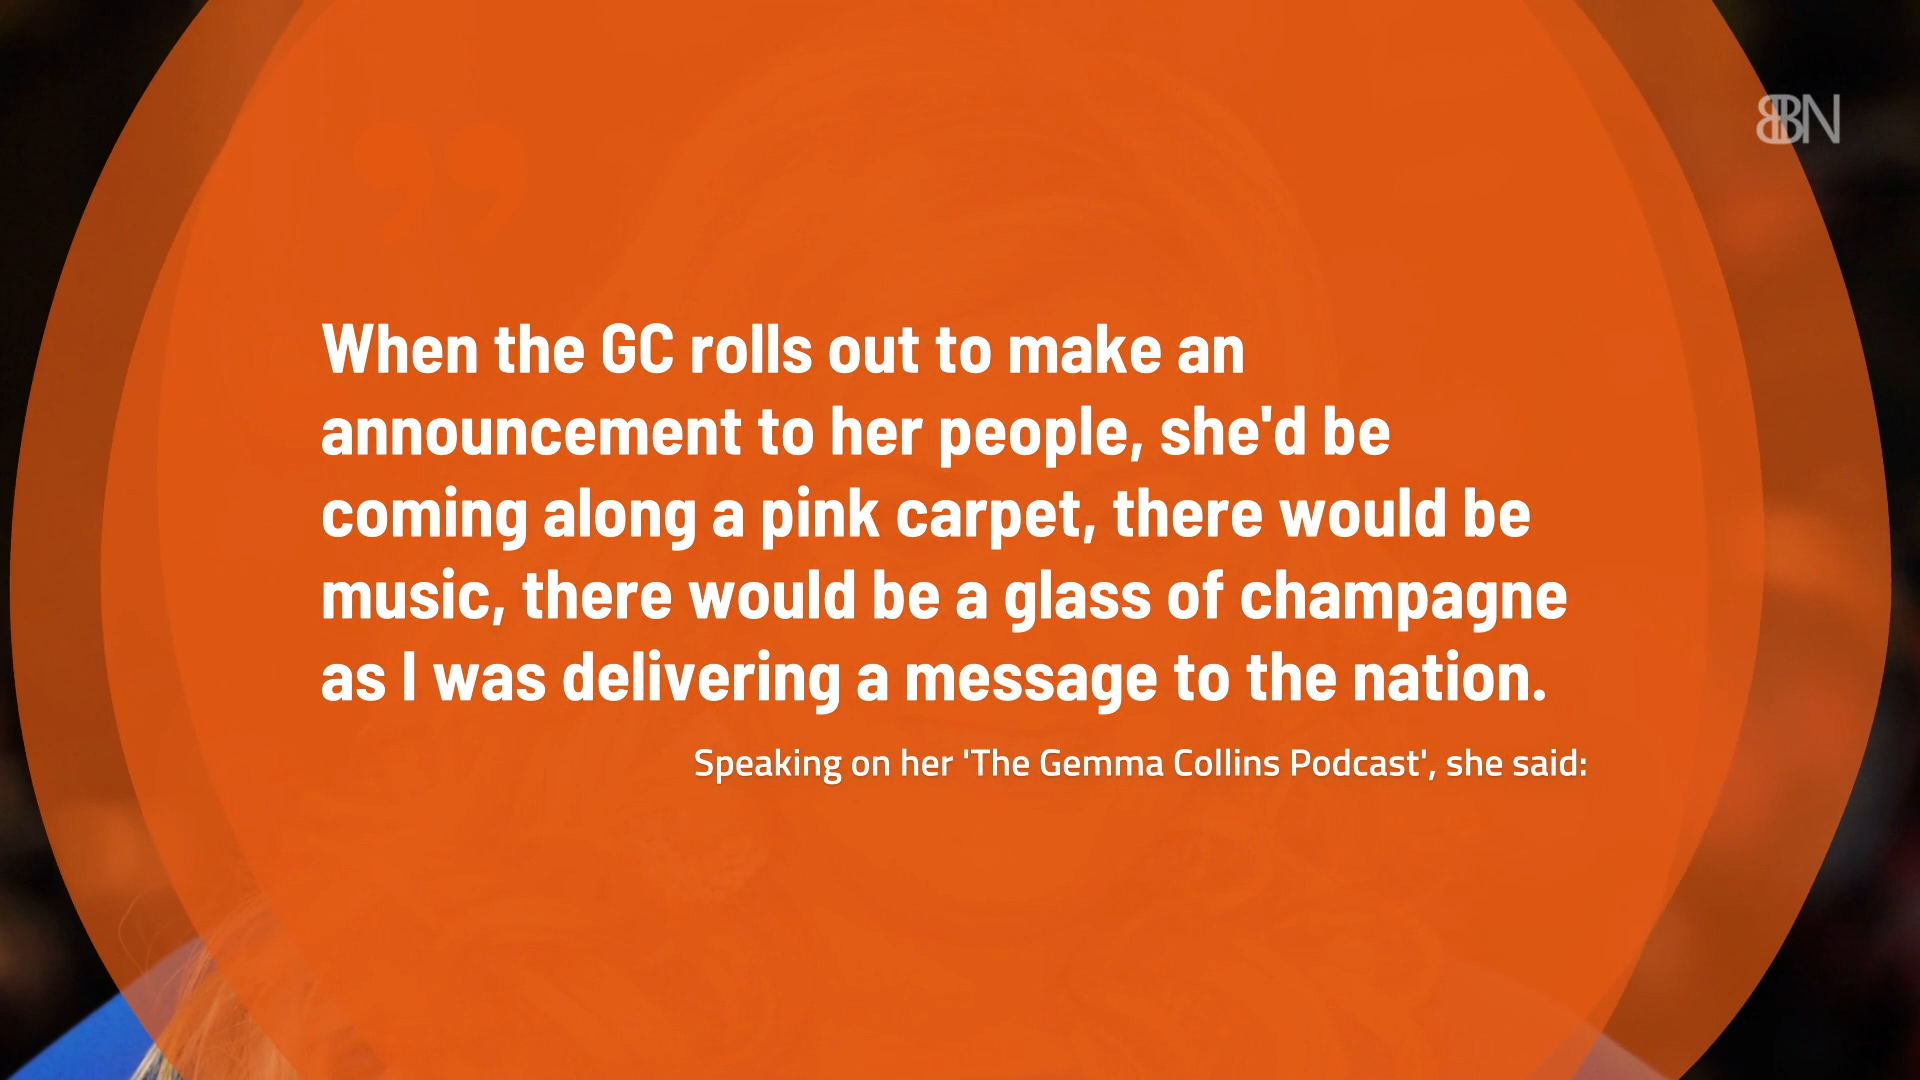 BBN
When the GC rolls out to make an
announcement to her people, she'd be
coming along a pink carpet, there would be
music, there would be a glass of champagne
as I was delivering a message to the nation.
Speaking on her 'The Gemma Collins Podcast', she said: